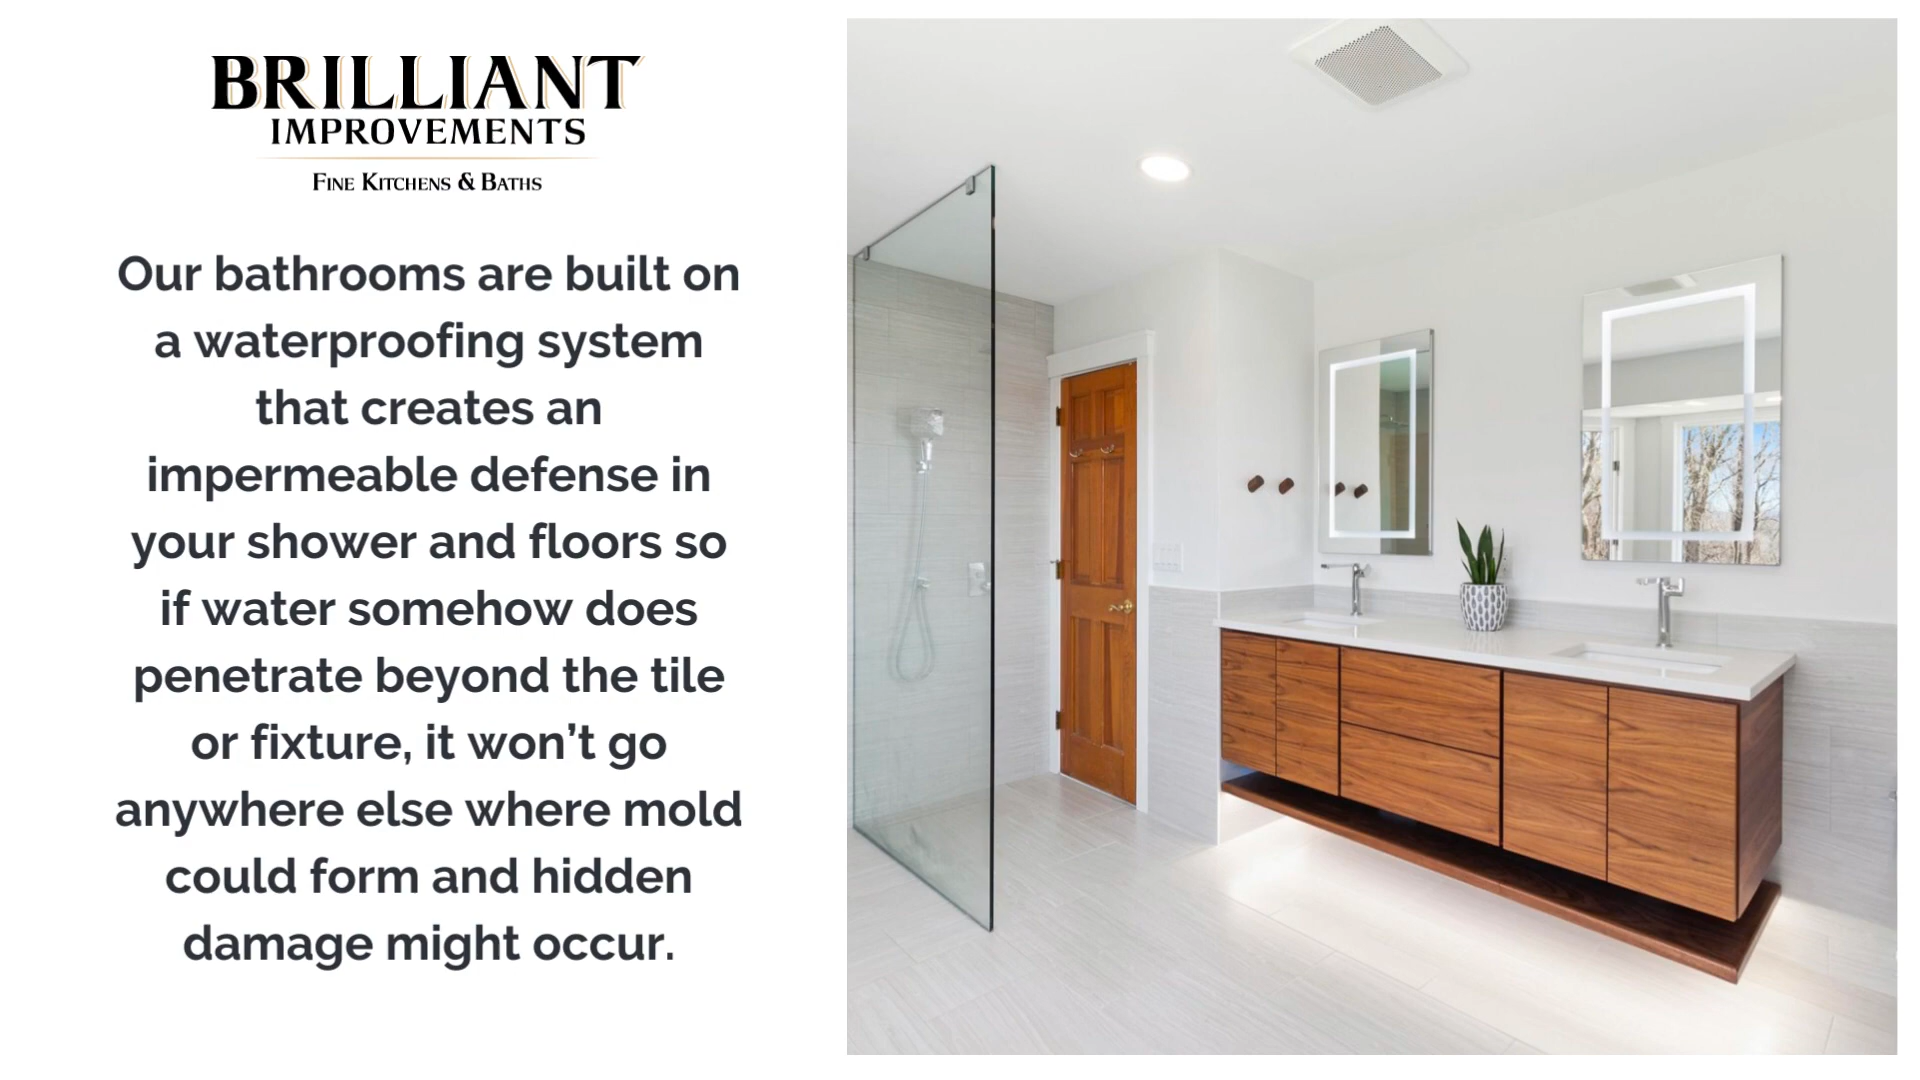 BRILLIANT
IMPROVEMENTS
FINE KITCHENS & BATHS
Our bathrooms are built on
a waterproofing system
that creates an
impermeable defense in
your shower and floors so
if water somehow does
penetrate beyond the tile
or fixture, it won’t go
anywhere else where mold
could form and hidden
damage might occur.